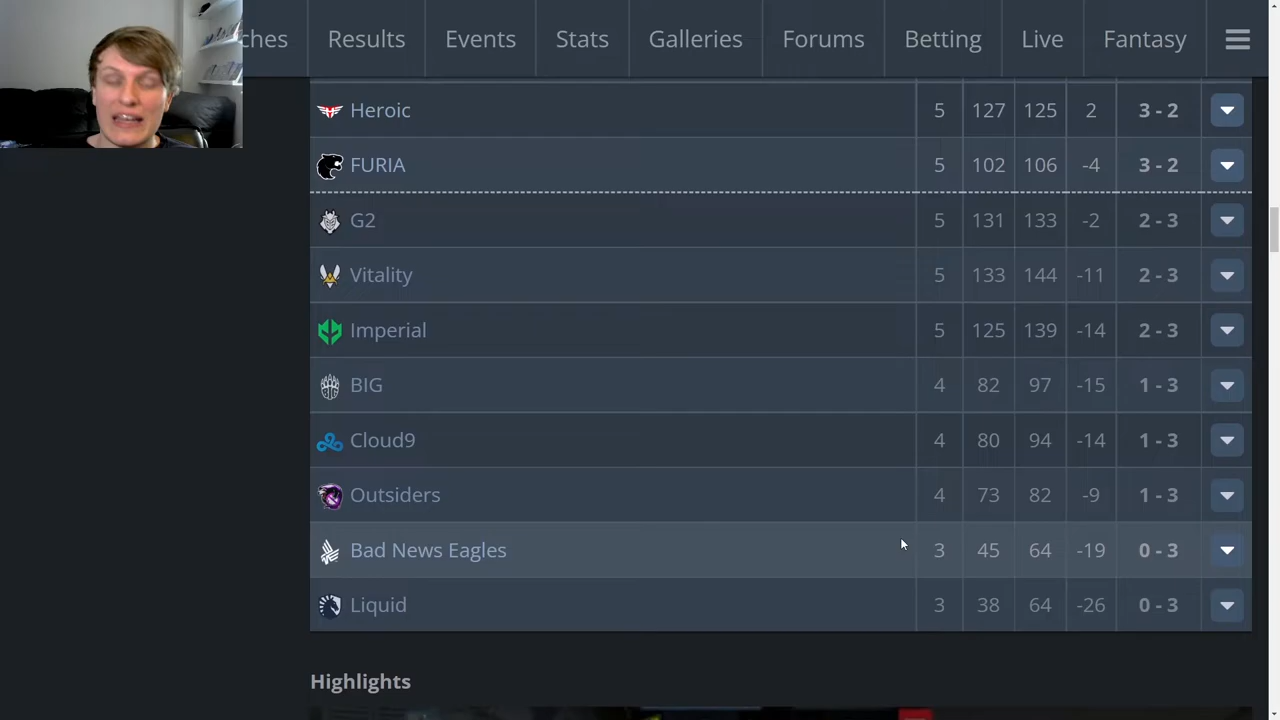 ches Results Events Stats Galleries Forums Betting Live Fantasy
Heroic 5 127 125 2 3 - 2
FURIA 5 102 106 -4 3 - 2
G2 5 131 133 -2 2 - 3
Vitality 5 133 144 -11 2 - 3
Imperial 5 125 139 -14 2 - 3
BIG 4 82 97 -15 1 - 3
Cloud9 4 80 94 -14 1 - 3
Outsiders 4 73 82 -9 1 - 3
Bad News Eagles 3 45 64 -19 0 - 3
Liquid 3 38 64 -26 0 - 3
Highlights